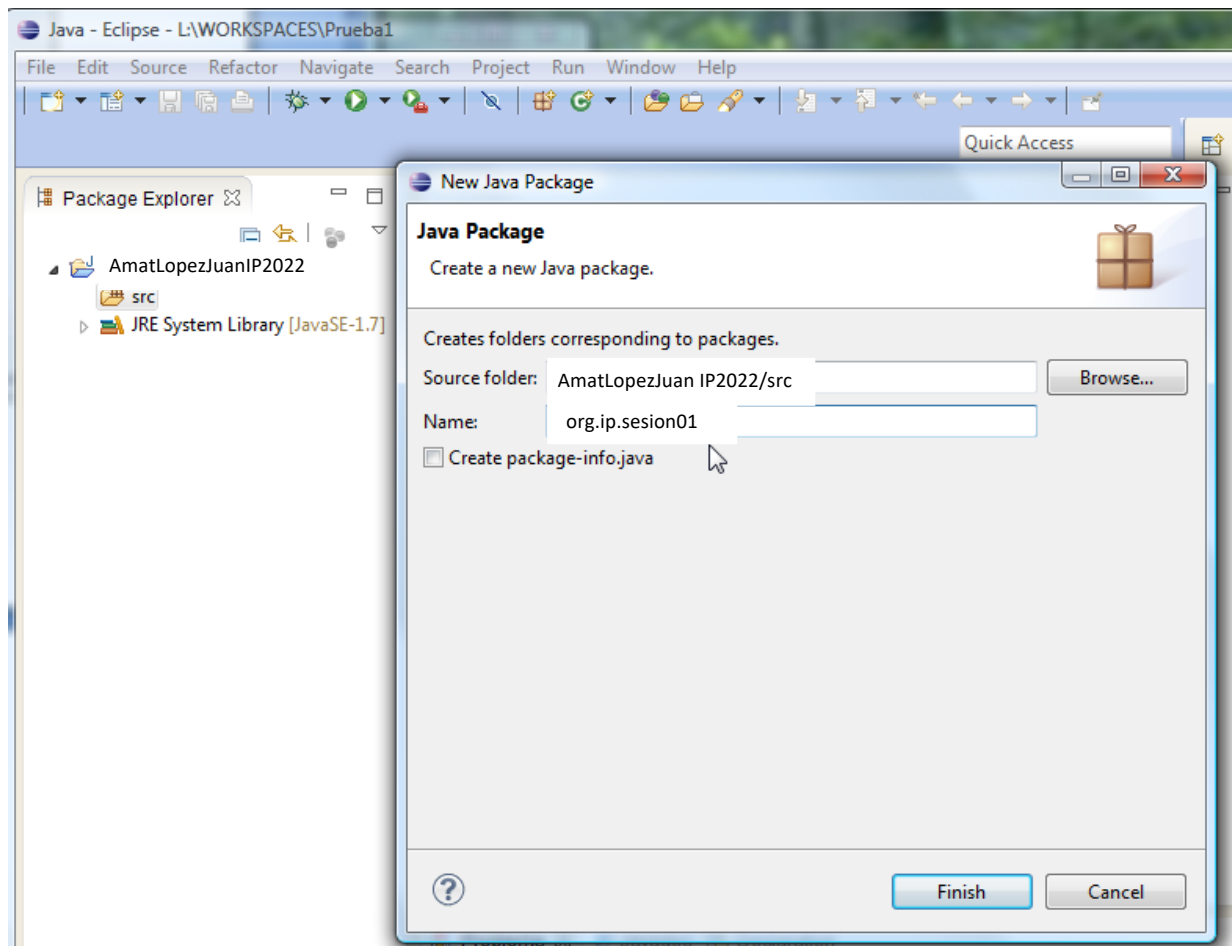 Java - Eclipse - L:\WORKSPACES\Prueba1
File Edit Source Refactor Navigate Search Project Run Window Help
Quick Access
Package Explorer
AmatLopezJuanIP2022
src
JRE System Library [JavaSE-1.7]
New Java Package
Java Package
Create a new Java package.
Creates folders corresponding to packages.
Source folder: AmatLopezJuan IP2022/src Browse...
Name: org.ip.sesion01
Create package-info.java
? Finish Cancel